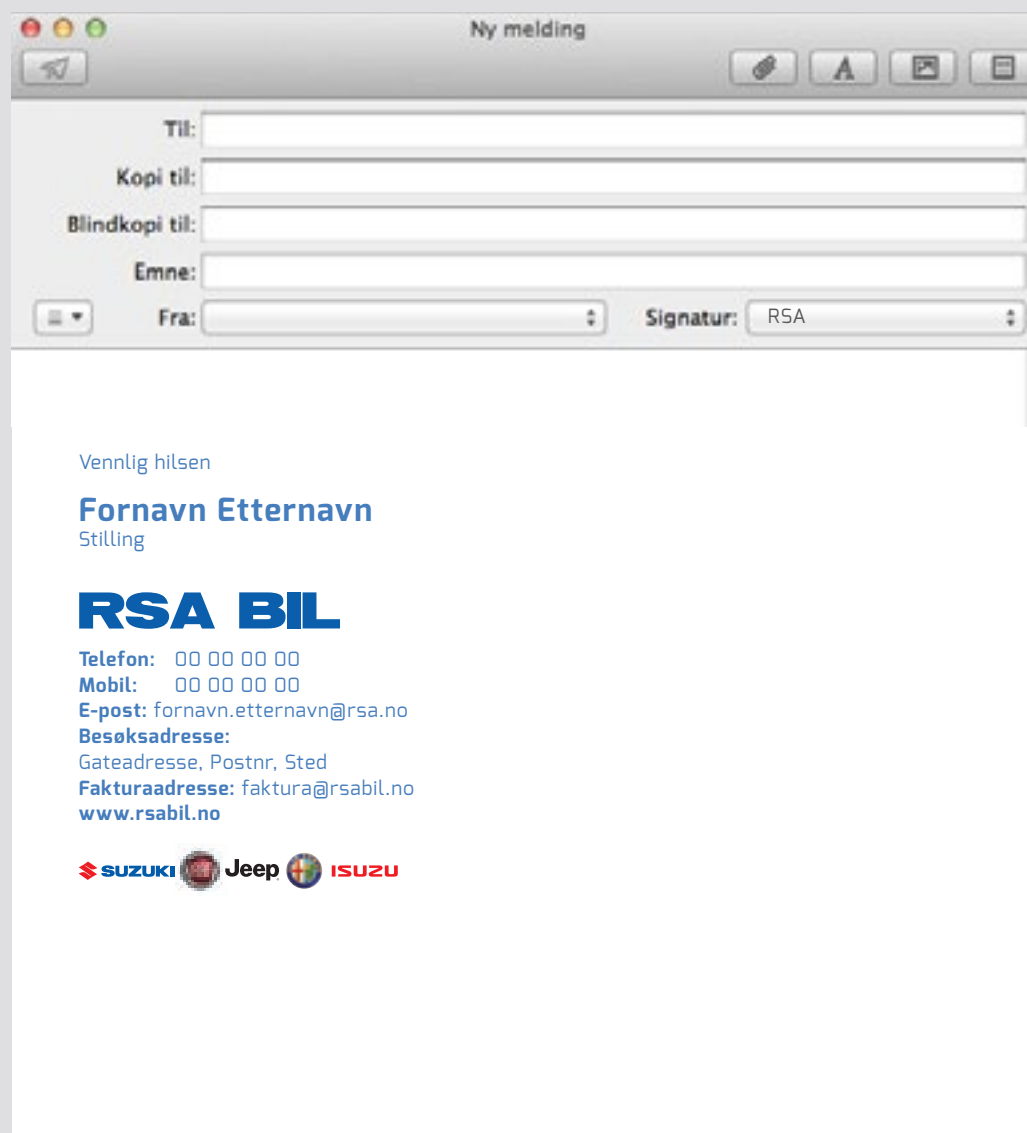 Ny melding
Til:
Kopi til:
Blindkopi til:
Emne:
Fra:
Signatur: RSA
Vennlig hilsen
Fornavn Etternavn
Stilling
RSA BIL
Telefon: 00 00 00 00
Mobil: 00 00 00 00
E-post: fornavn.etternavn@rsa.no
Besøksadresse:
Gateadresse, Postnr, Sted
Fakturaadresse: faktura@rsabil.no
www.rsabil.no
SUZUKI Jeep ISUZU